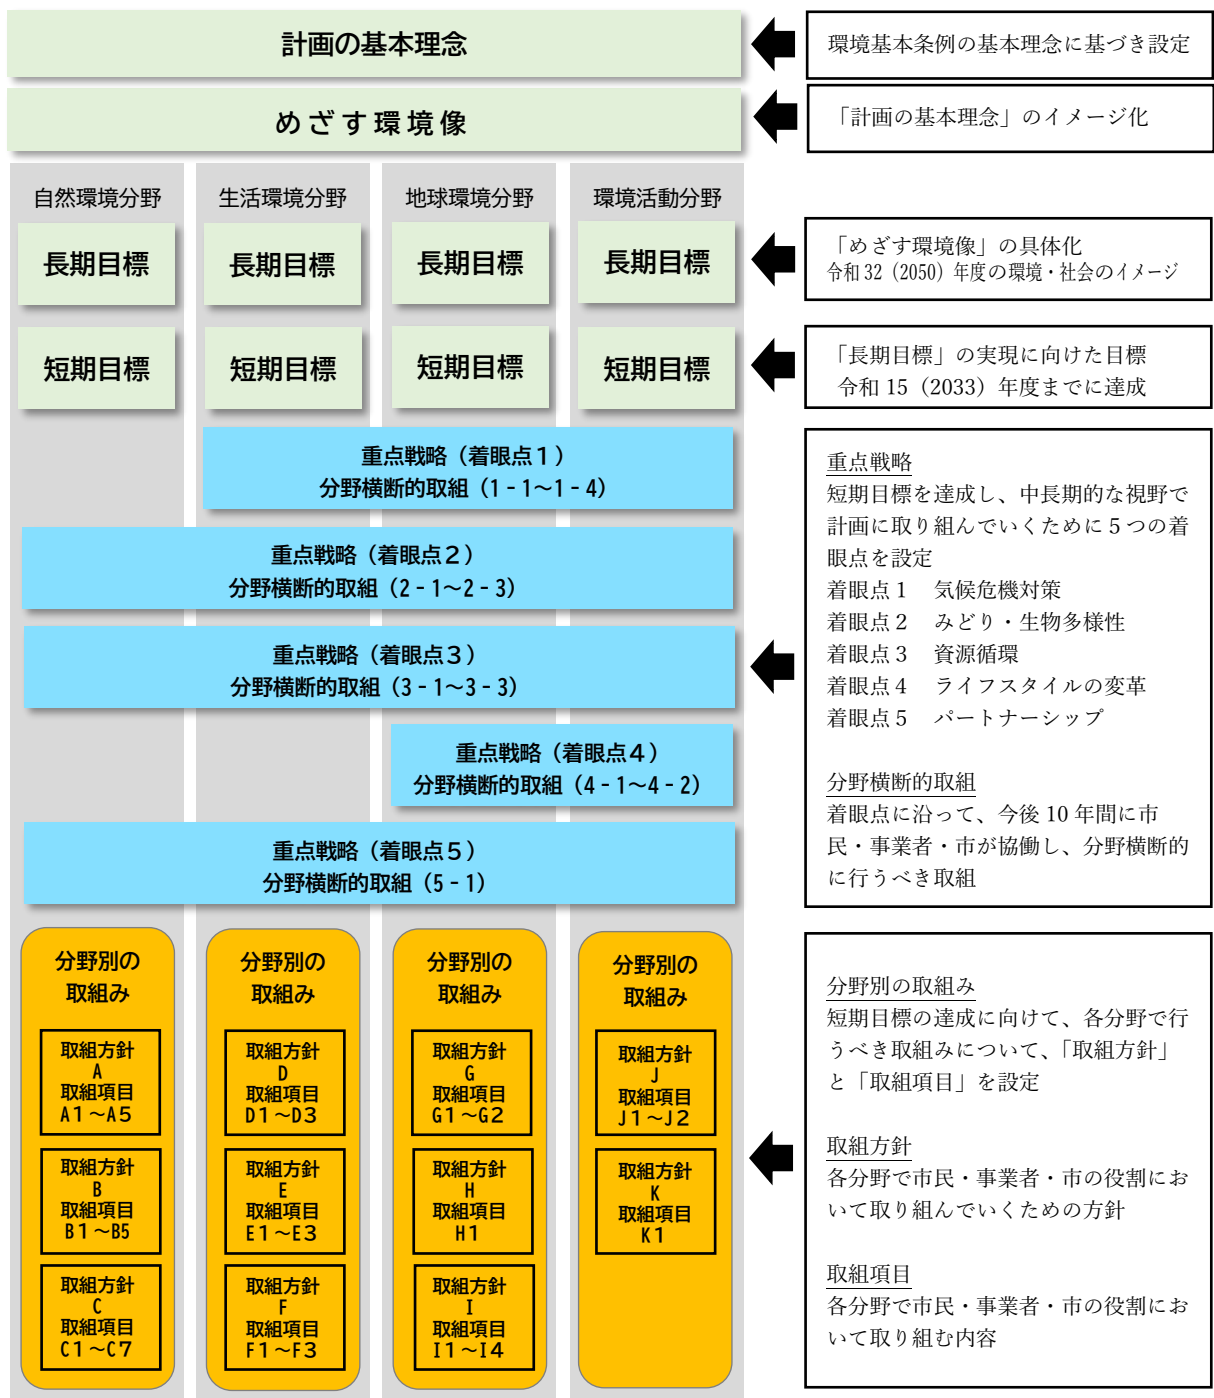 計画の基本理念
環境基本条例の基本理念に基づき設定
めざす環境像
「計画の基本理念」のイメージ化
自然環境分野
生活環境分野
地球環境分野
環境活動分野
長期目標
長期目標
長期目標
長期目標
「めざす環境像」の具体化
令和32（2050）年度の環境・社会のイメージ
短期目標
短期目標
短期目標
短期目標
「長期目標」の実現に向けた目標
令和15（2033）年度までに達成
重点戦略（着眼点１）
分野横断的取組（1‐1～1‐4）
重点戦略（着眼点２）
分野横断的取組（2‐1～2‐3）
重点戦略（着眼点３）
分野横断的取組（3‐1～3‐3）
重点戦略（着眼点４）
分野横断的取組（4‐1～4‐2）
重点戦略（着眼点５）
分野横断的取組（5‐1）
重点戦略
短期目標を達成し、中長期的な視野で
計画に取り組んでいくために５つの着
眼点を設定
着眼点１　気候危機対策
着眼点２　みどり・生物多様性
着眼点３　資源循環
着眼点４　ライフスタイルの変革
着眼点５　パートナーシップ
分野横断的取組
着眼点に沿って、今後10年間に市
民・事業者・市が協働し、分野横断的
に行うべき取組
分野別の
取組み
取組方針
A
取組項目
A1～A5
取組方針
B
取組項目
B1～B5
取組方針
C
取組項目
C1～C7
分野別の
取組み
取組方針
D
取組項目
D1～D3
取組方針
E
取組項目
E1～E3
取組方針
F
取組項目
F1～F3
分野別の
取組み
取組方針
G
取組項目
G1～G2
取組方針
H
取組項目
H1
取組方針
I
取組項目
I1～I4
分野別の
取組み
取組方針
J
取組項目
J1～J2
取組方針
K
取組項目
K1
分野別の取組み
短期目標の達成に向けて、各分野で行
うべき取組みについて、「取組方針」
と「取組項目」を設定
取組方針
各分野で市民・事業者・市の役割にお
いて取り組んでいくための方針
取組項目
各分野で市民・事業者・市の役割にお
いて取り組む内容